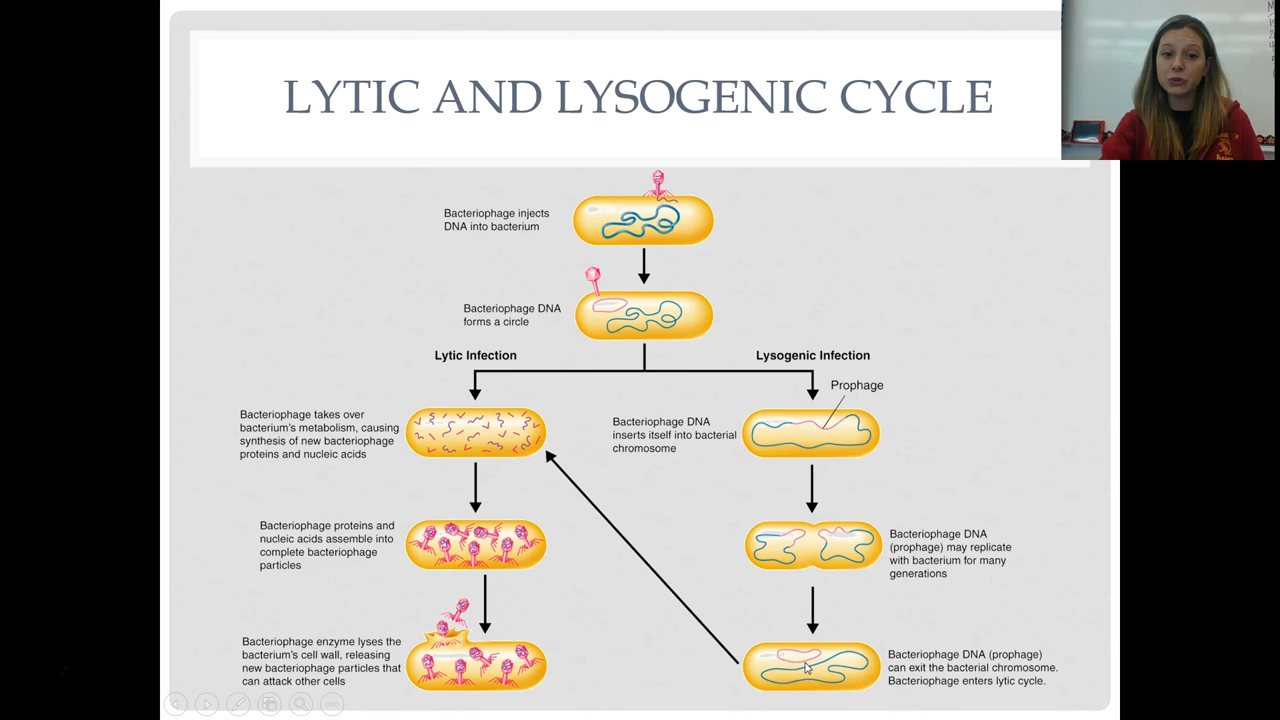 LYTIC AND LYSOGENIC CYCLE
Bacteriophage injects
DNA into bacterium
Bacteriophage DNA
forms a circle
Lytic Infection
Lysogenic Infection
Prophage
Bacteriophage takes over
bacterium's metabolism, causing
synthesis of new bacteriophage
proteins and nucleic acids
Bacteriophage DNA
inserts itself into bacterial
chromosome
Bacteriophage proteins and
nucleic acids assemble into
complete bacteriophage
particles
Bacteriophage DNA
(prophage) may replicate
with bacterium for many
generations
Bacteriophage enzyme lyses the
bacterium's cell wall, releasing
new bacteriophage particles that
can attack other cells
Bacteriophage DNA (prophage)
can exit the bacterial chromosome.
Bacteriophage enters lytic cycle.